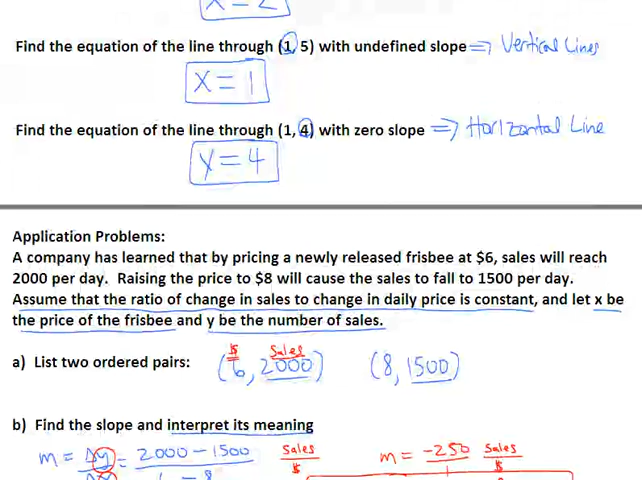 x = 2
Find the equation of the line through (1, 5) with undefined slope ⇒ Vertical Lines
x = 1
Find the equation of the line through (1, 4) with zero slope ⇒ Horizontal Line
y = 4
Application Problems:
A company has learned that by pricing a newly released frisbee at $6, sales will reach
2000 per day. Raising the price to $8 will cause the sales to fall to 1500 per day.
Assume that the ratio of change in sales to change in daily price is constant, and let x be
the price of the frisbee and y be the number of sales.
$ Sales
a) List two ordered pairs: (6, 2000) (8, 1500)
b) Find the slope and interpret its meaning
m = Δy = 2000 - 1500 Sales m = -250 Sales
Δx 6 - 8 $ 1 $